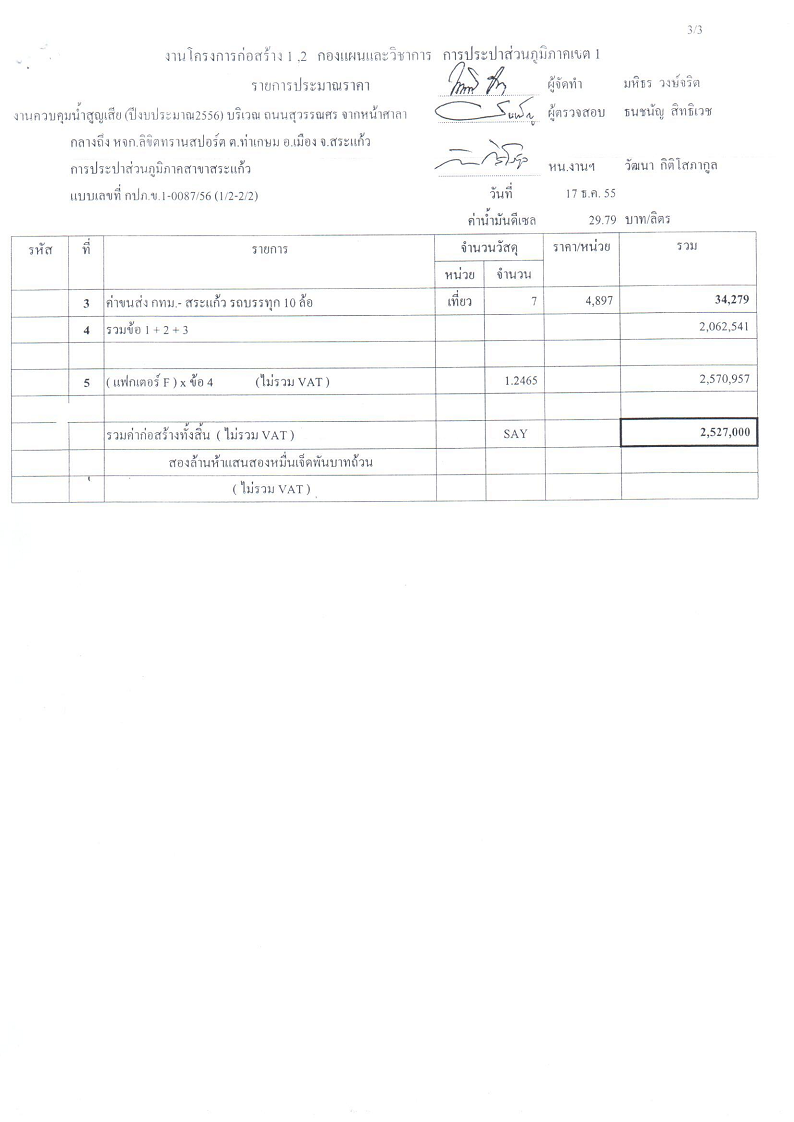 3/3
งานโครงการก่อสร้าง 1 ,2 กองแผนและวิชาการ การประปาส่วนภูมิภาคเขต 1
รายการประมาณราคา ผู้จัดทำ มหิธร วงษ์จริต
งานควบคุมน้ำสูญเสีย (ปีงบประมาณ2556) บริเวณ ถนนสุวรรณศร จากหน้าศาลา ผู้ตรวจสอบ ธนชนัญ สิทธิเวช
กลางถึง หจก.ลิขิตทรานสปอร์ต ต.ท่าเกษม อ.เมือง จ.สระแก้ว
การประปาส่วนภูมิภาคสาขาสระแก้ว หน.งานฯ วัฒนา กิติโสภากูล
แบบเลขที่ กปภ.ข.1-0087/56 (1/2-2/2) วันที่ 17 ธ.ค. 55
ค่าน้ำมันดีเซล 29.79 บาท/ลิตร
รหัส ที่ รายการ จำนวนวัสดุ ราคา/หน่วย รวม
หน่วย จำนวน
3 ค่าขนส่ง กทม.- สระแก้ว รถบรรทุก 10 ล้อ เที่ยว 7 4,897 34,279
4 รวมข้อ 1 + 2 + 3 2,062,541
5 ( แฟกเตอร์ F ) x ข้อ 4 (ไม่รวม VAT ) 1.2465 2,570,957
รวมค่าก่อสร้างทั้งสิ้น ( ไม่รวม VAT ) SAY 2,527,000
สองล้านห้าแสนสองหมื่นเจ็ดพันบาทถ้วน
( ไม่รวม VAT )